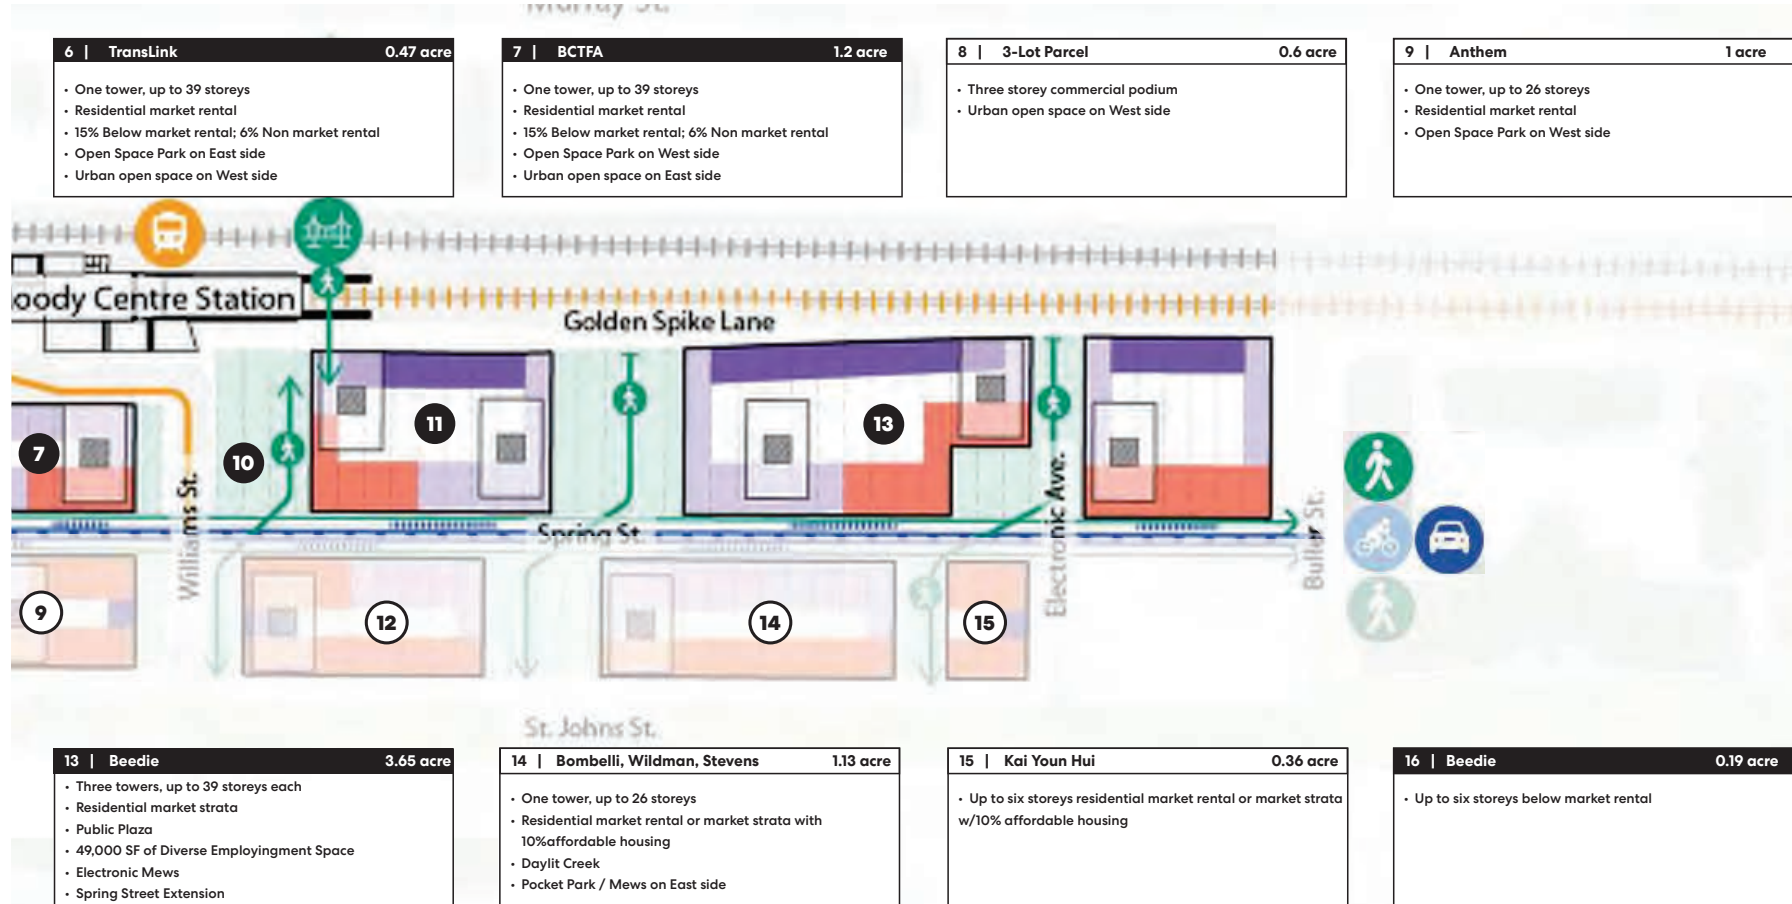 Murray St.
6 | TransLink 0.47 acre
• One tower, up to 39 storeys
• Residential market rental
• 15% Below market rental; 6% Non market rental
• Open Space Park on East side
• Urban open space on West side
7 | BCTFA 1.2 acre
• One tower, up to 39 storeys
• Residential market rental
• 15% Below market rental; 6% Non market rental
• Open Space Park on West side
• Urban open space on East side
8 | 3-Lot Parcel 0.6 acre
• Three storey commercial podium
• Urban open space on West side
9 | Anthem 1 acre
• One tower, up to 26 storeys
• Residential market rental
• Open Space Park on West side
oody Centre Station
Golden Spike Lane
7
10
11
13
Williams St.
Spring St.
Electronic Ave.
Buller St.
9
12
14
15
St. Johns St.
13 | Beedie 3.65 acre
• Three towers, up to 39 storeys each
• Residential market strata
• Public Plaza
• 49,000 SF of Diverse Employingment Space
• Electronic Mews
• Spring Street Extension
14 | Bombelli, Wildman, Stevens 1.13 acre
• One tower, up to 26 storeys
• Residential market rental or market strata with
10%affordable housing
• Daylit Creek
• Pocket Park / Mews on East side
15 | Kai Youn Hui 0.36 acre
• Up to six storeys residential market rental or market strata
w/10% affordable housing
16 | Beedie 0.19 acre
• Up to six storeys below market rental